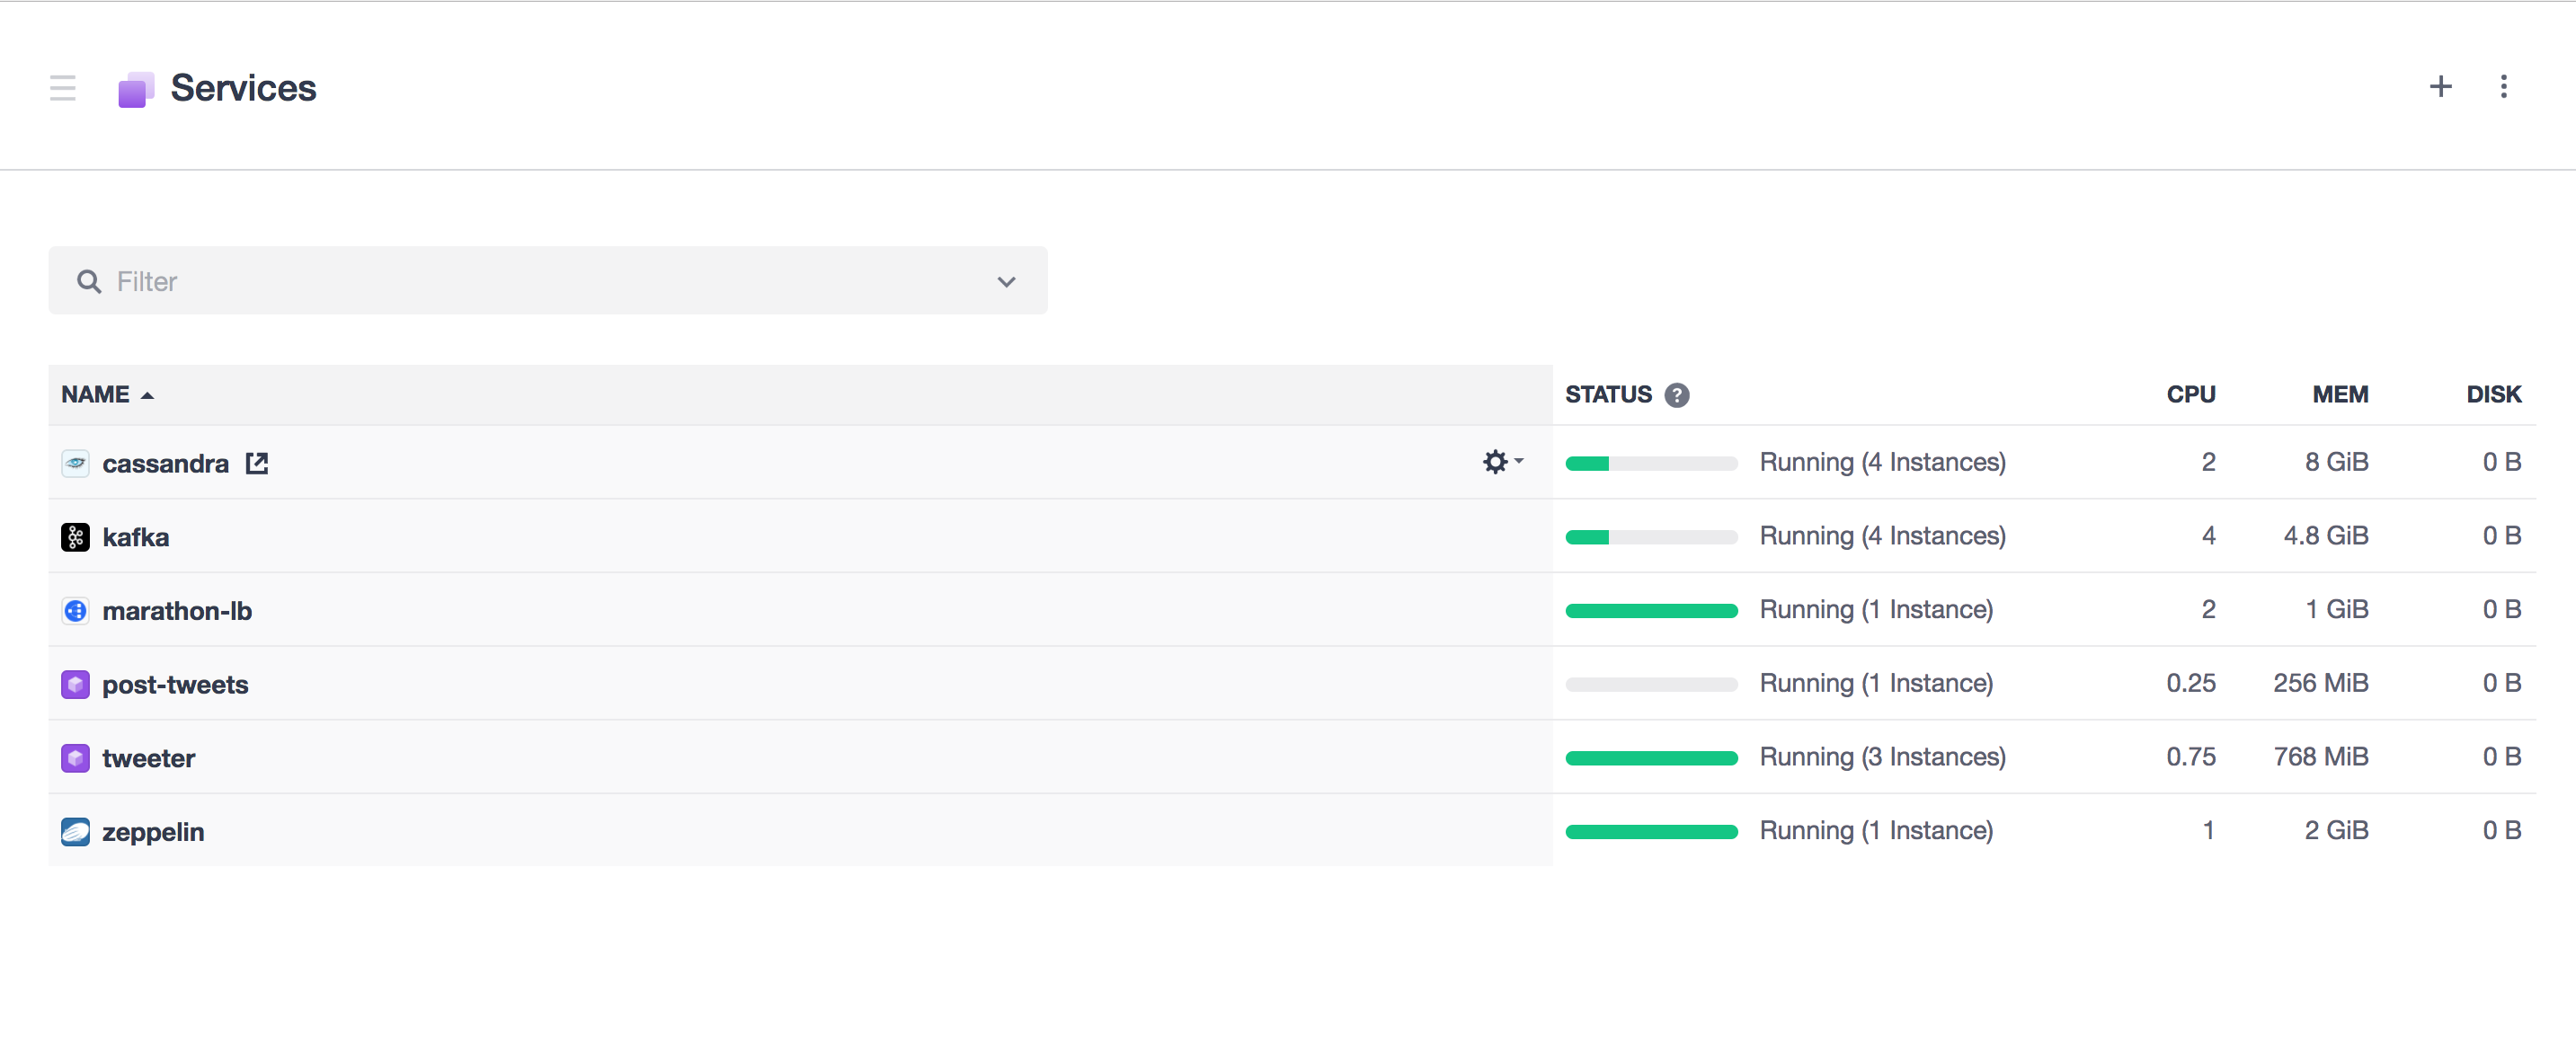 Services
Filter
NAME STATUS ? CPU MEM DISK
cassandra Running (4 Instances) 2 8 GiB 0 B
kafka Running (4 Instances) 4 4.8 GiB 0 B
marathon-lb Running (1 Instance) 2 1 GiB 0 B
post-tweets Running (1 Instance) 0.25 256 MiB 0 B
tweeter Running (3 Instances) 0.75 768 MiB 0 B
zeppelin Running (1 Instance) 1 2 GiB 0 B